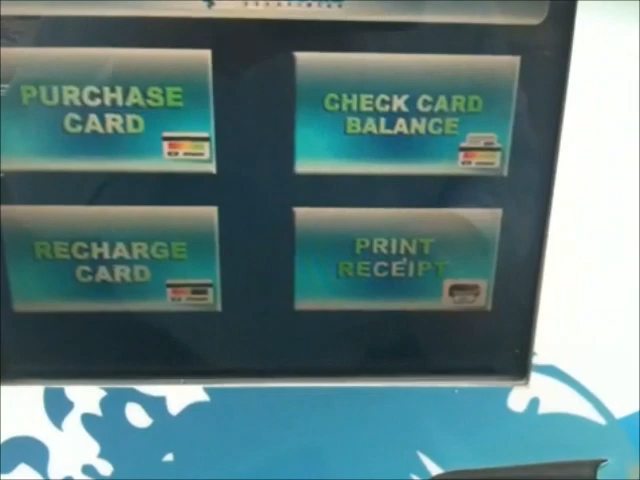 PURCHASE
CARD
CHECK CARD
BALANCE
RECHARGE
CARD
PRINT
RECEIPT